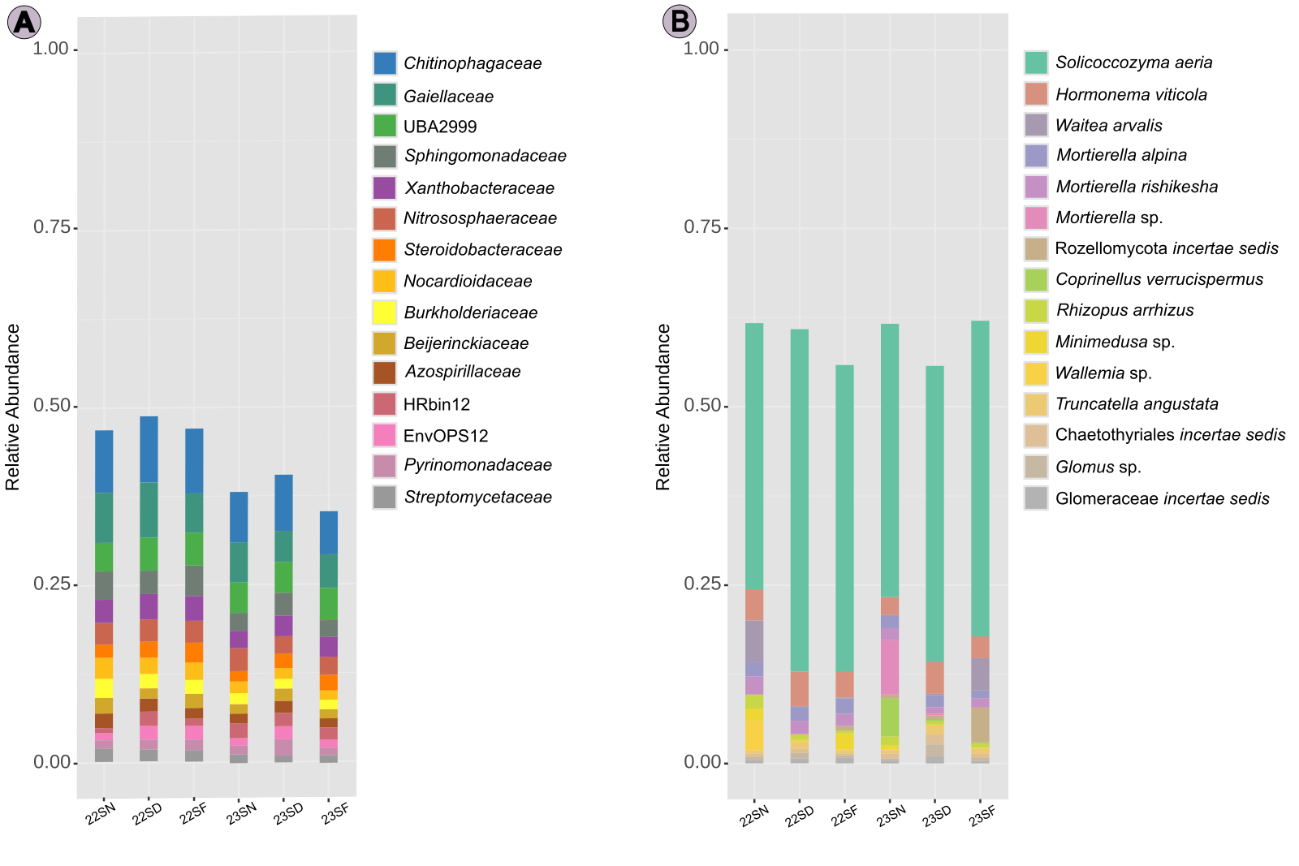 A
1.00
0.75
0.50
0.25
0.00
Relative Abundance
22SN
22SD
22SF
23SN
23SD
23SF
Chitinophagaceae
Gaiellaceae
UBA2999
Sphingomonadaceae
Xanthobacteraceae
Nitrososphaeraceae
Steroidobacteraceae
Nocardioidaceae
Burkholderiaceae
Beijerinckiaceae
Azospirillaceae
HRbin12
EnvOPS12
Pyrinomonadaceae
Streptomycetaceae
B
1.00
0.75
0.50
0.25
0.00
Relative Abundance
22SN
22SD
22SF
23SN
23SD
23SF
Solicoccozyma aeria
Hormonema viticola
Waitea arvalis
Mortierella alpina
Mortierella rishikesha
Mortierella sp.
Rozellomycota incertae sedis
Coprinellus verrucispermus
Rhizopus arrhizus
Minimedusa sp.
Wallemia sp.
Truncatella angustata
Chaetothyriales incertae sedis
Glomus sp.
Glomeraceae incertae sedis